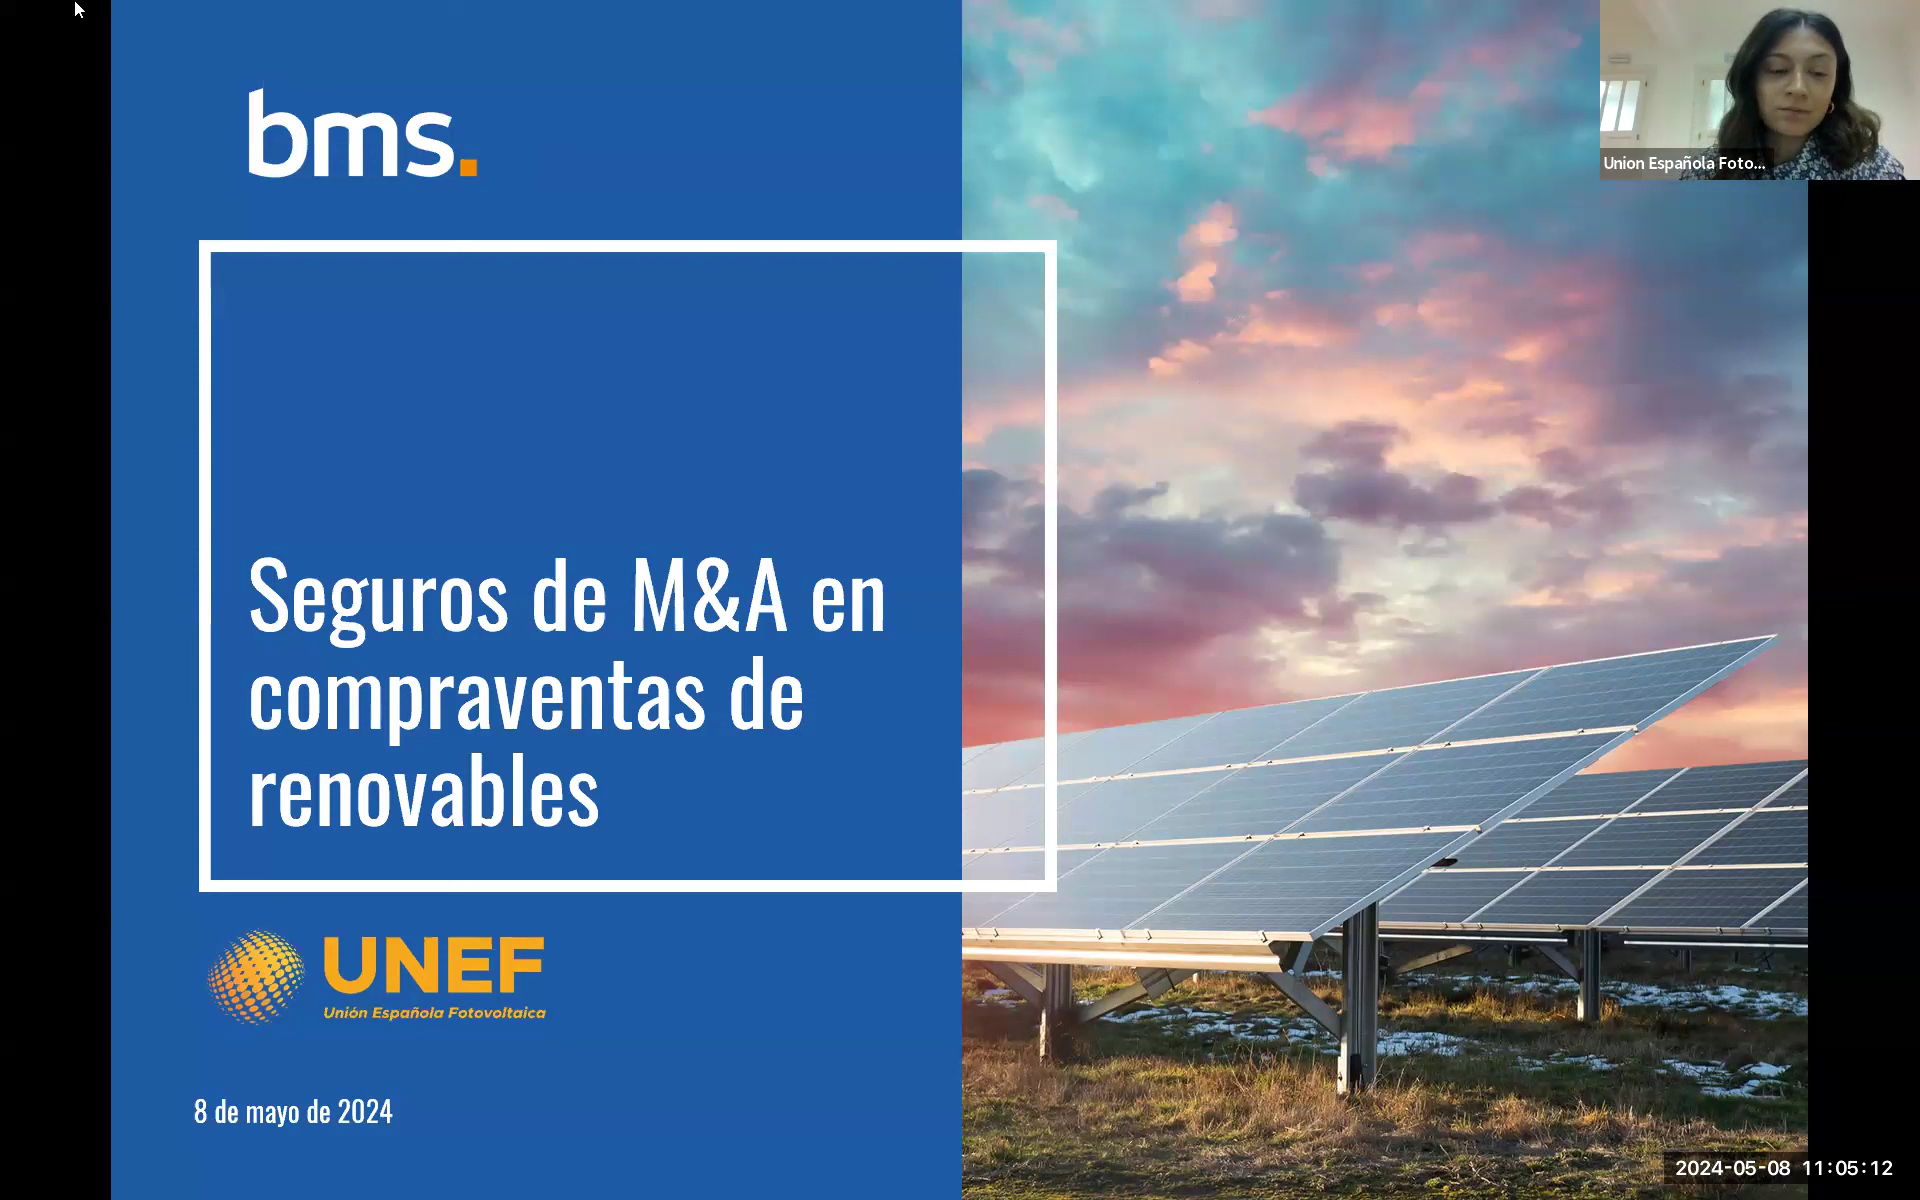 bms.
Union Española Foto...
Seguros de M&A en
compraventas de
renovables
UNEF
Unión Española Fotovoltaica
8 de mayo de 2024
2024-05-08 11:05:12